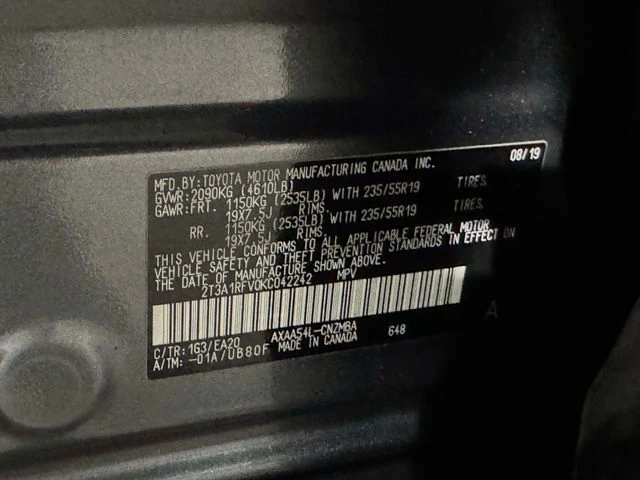 MFD. BY: TOYOTA MOTOR MANUFACTURING CANADA INC. 08/19
GVWR: 2090KG (4610LB)
GAWR: FRT. 1150KG (2535LB) WITH 235/55R19 TIRES,
19X7.5J RIMS
RR. 1150KG (2535LB) WITH 235/55R19 TIRES,
19X7.5J RIMS
THIS VEHICLE CONFORMS TO ALL APPLICABLE FEDERAL MOTOR
VEHICLE SAFETY AND THEFT PREVENTION STANDARDS IN EFFECT ON
THE DATE OF MANUFACTURE SHOWN ABOVE.
2T3A1RFV0KC042242 MPV
A
C/TR: 1G3/EA20 AXAA54L-CNZMBA 648
A/TM: -01A/UB80F MADE IN CANADA